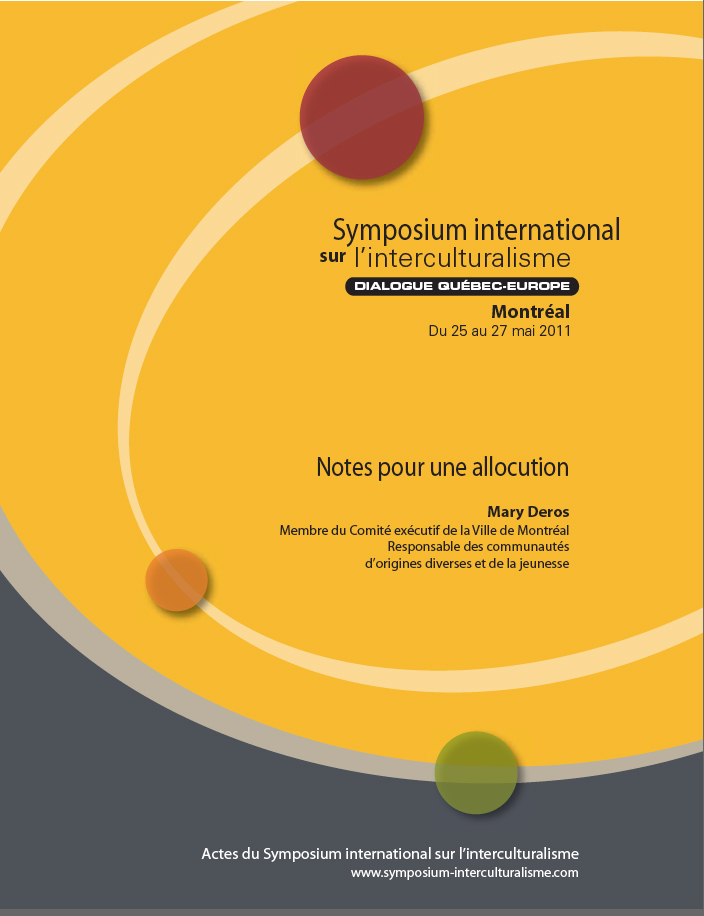 Symposium international
sur l'interculturalisme
DIALOGUE QUÉBEC-EUROPE
Montréal
Du 25 au 27 mai 2011
Notes pour une allocution
Mary Deros
Membre du Comité exécutif de la Ville de Montréal
Responsable des communautés
d'origines diverses et de la jeunesse
Actes du Symposium international sur l'interculturalisme
www.symposium-interculturalisme.com